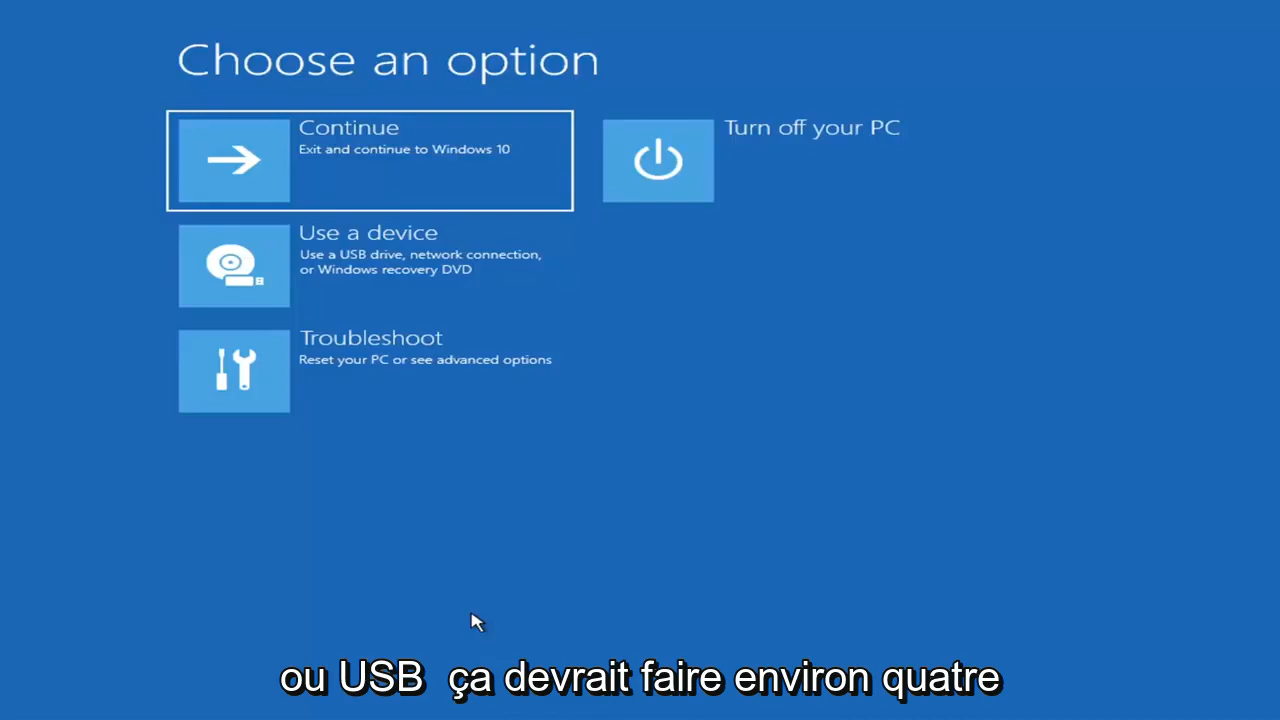 Choose an option
Continue
Exit and continue to Windows 10
Turn off your PC
Use a device
Use a USB drive, network connection,
or Windows recovery DVD
Troubleshoot
Reset your PC or see advanced options
ou USB ça devrait faire environ quatre